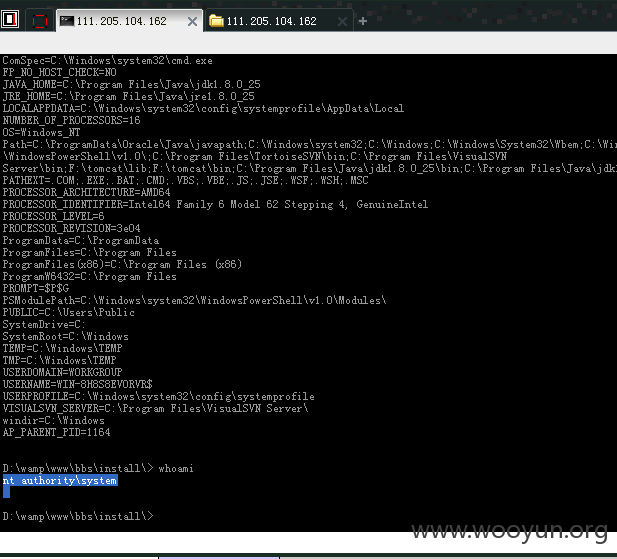 111.205.104.162
111.205.104.162
ComSpec=C:\Windows\system32\cmd.exe
FP_NO_HOST_CHECK=NO
JAVA_HOME=C:\Program Files\Java\jdk1.8.0_25
JRE_HOME=C:\Program Files\Java\jre1.8.0_25
LOCALAPPDATA=C:\Windows\system32\config\systemprofile\AppData\Local
NUMBER_OF_PROCESSORS=16
OS=Windows_NT
Path=C:\ProgramData\Oracle\Java\javapath;C:\Windows\system32;C:\Windows;C:\Windows\System32\Wbem;C:\Win
\WindowsPowerShell\v1.0\;C:\Program Files\TortoiseSVN\bin;C:\Program Files\VisualSVN
Server\bin;F:\tomcat\lib;F:\tomcat\bin;C:\Program Files\Java\jdk1.8.0_25\bin;C:\Program Files\Java\jdk1
PATHEXT=.COM;.EXE;.BAT;.CMD;.VBS;.VBE;.JS;.JSE;.WSF;.WSH;.MSC
PROCESSOR_ARCHITECTURE=AMD64
PROCESSOR_IDENTIFIER=Intel64 Family 6 Model 62 Stepping 4, GenuineIntel
PROCESSOR_LEVEL=6
PROCESSOR_REVISION=3e04
ProgramData=C:\ProgramData
ProgramFiles=C:\Program Files
ProgramFiles(x86)=C:\Program Files (x86)
ProgramW6432=C:\Program Files
PROMPT=$P$G
PSModulePath=C:\Windows\system32\WindowsPowerShell\v1.0\Modules\
PUBLIC=C:\Users\Public
SystemDrive=C:
SystemRoot=C:\Windows
TEMP=C:\Windows\TEMP
TMP=C:\Windows\TEMP
USERDOMAIN=WORKGROUP
USERNAME=WIN-8H8S8EVORVR$
USERPROFILE=C:\Windows\system32\config\systemprofile
VISUALSVN_SERVER=C:\Program Files\VisualSVN Server\
windir=C:\Windows
AP_PARENT_PID=1164
D:\wamp\www\bbs\install\> whoami
nt authority\system
D:\wamp\www\bbs\install\>
www.wooyun.org